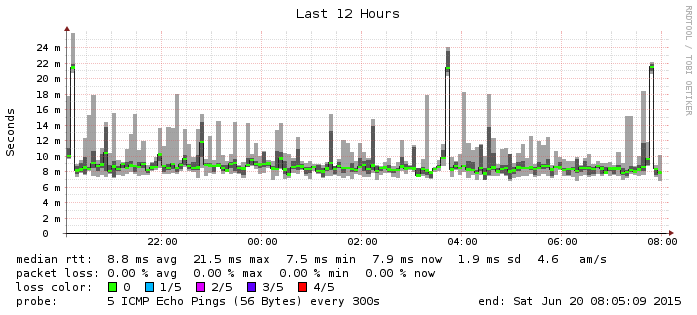 Last 12 Hours
RRDTOOL / TOBI OETIKER
Seconds
24 m
22 m
20 m
18 m
16 m
14 m
12 m
10 m
8 m
6 m
4 m
2 m
0
22:00 00:00 02:00 04:00 06:00 08:00
median rtt: 8.8 ms avg 21.5 ms max 7.5 ms min 7.9 ms now 1.9 ms sd 4.6 am/s
packet loss: 0.00 % avg 0.00 % max 0.00 % min 0.00 % now
loss color: 0 1/5 2/5 3/5 4/5
probe: 5 ICMP Echo Pings (56 Bytes) every 300s end: Sat Jun 20 08:05:09 2015